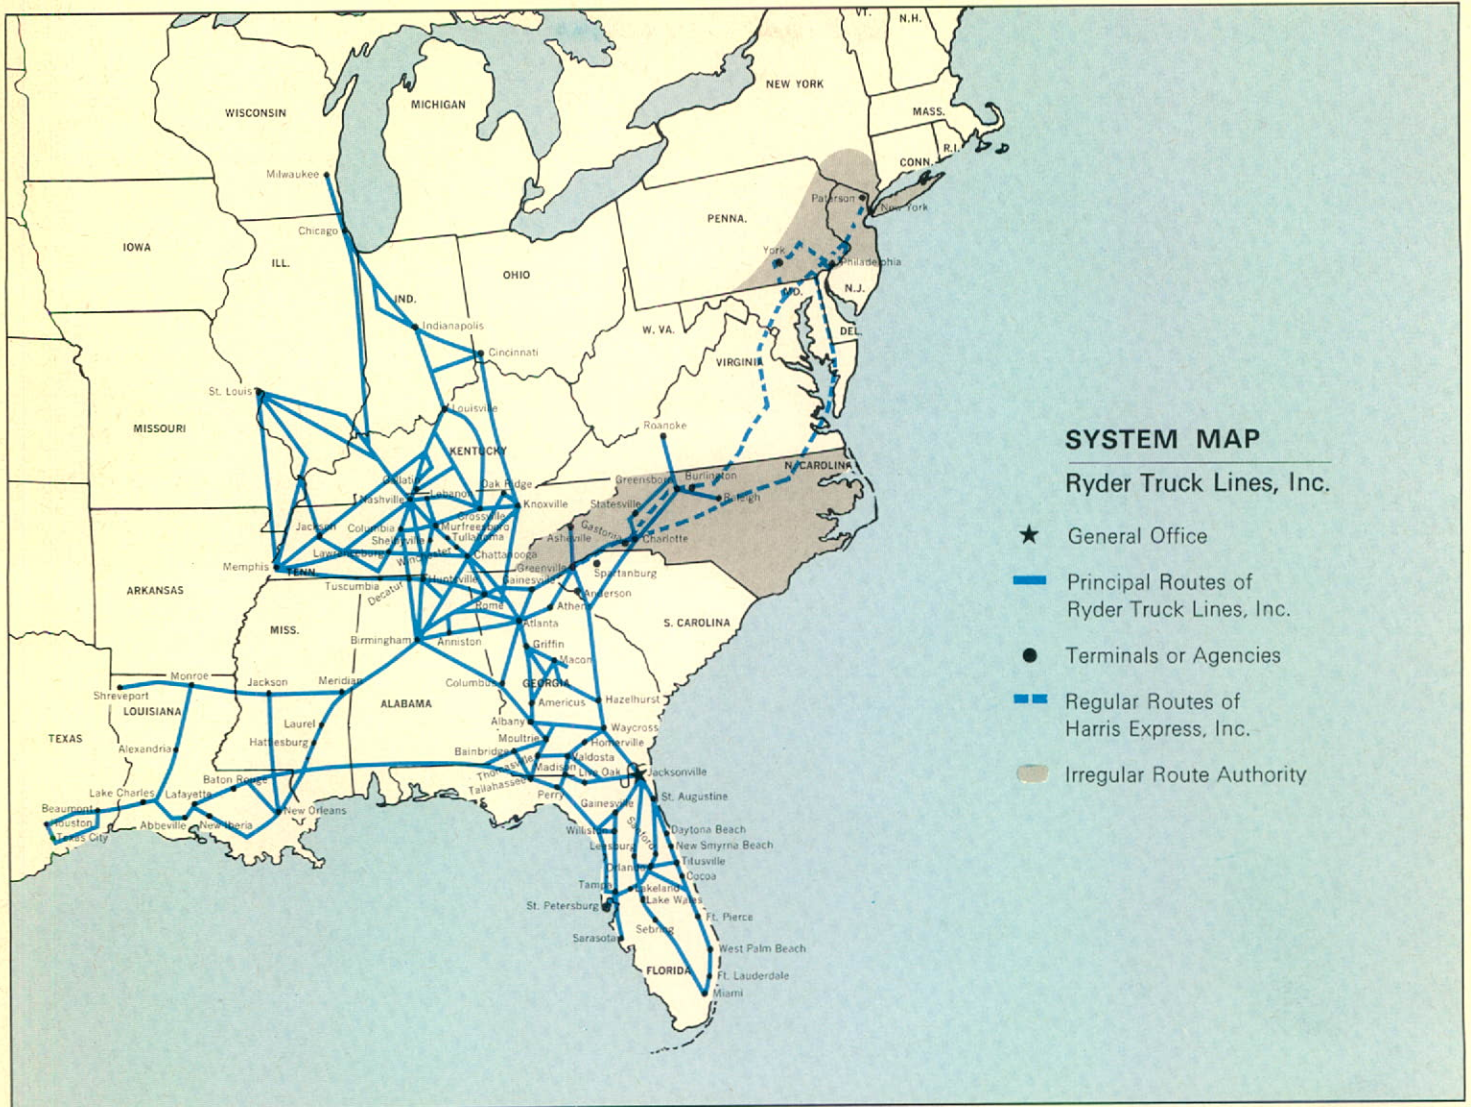 VT.
N.H.
NEW YORK
MASS.
WISCONSIN
MICHIGAN
R.I.
CONN.
Milwaukee
Paterson
New York
PENNA.
Chicago
IOWA
York
ILL.
Philadelphia
OHIO
MD.
N.J.
IND.
Indianapolis
W. VA.
DEL.
Cincinnati
VIRGINIA
St. Louis
Louisville
MISSOURI
Roanoke
KENTUCKY
N. CAROLINA
Gallatin
Oak Ridge
Greensboro
Burlington
Nashville
Lebanon
Raleigh
Knoxville
Statesville
Crossville
Jackson
Columbia
Murfreesboro
Gastonia
Asheville
Charlotte
Shelbyville
Tullahoma
Lawrenceburg
Winchester
Chattanooga
Memphis
TENN.
Greenville
Spartanburg
Tuscumbia
Decatur
Huntsville
Gainesville
ARKANSAS
Anderson
Rome
Athens
MISS.
Atlanta
S. CAROLINA
Birmingham
Anniston
Griffin
Macon
Monroe
Jackson
Meridian
Columbus
GEORGIA
Shreveport
LOUISIANA
ALABAMA
Americus
Hazelhurst
Laurel
Albany
Waycross
TEXAS
Alexandria
Hattiesburg
Moultrie
Homerville
Bainbridge
Valdosta
Thomasville
Madison
Live Oak
Jacksonville
Baton Rouge
Tallahassee
Lake Charles
Lafayette
Perry
St. Augustine
Beaumont
New Orleans
Gainesville
Houston
Abbeville
New Iberia
Texas City
Williston
Sanford
Daytona Beach
Leesburg
New Smyrna Beach
Orlando
Titusville
Cocoa
Tampa
Lakeland
Lake Wales
St. Petersburg
Ft. Pierce
Sebring
Sarasota
West Palm Beach
FLORIDA
Ft. Lauderdale
Miami
SYSTEM MAP
Ryder Truck Lines, Inc.
General Office
Principal Routes of
Ryder Truck Lines, Inc.
Terminals or Agencies
Regular Routes of
Harris Express, Inc.
Irregular Route Authority